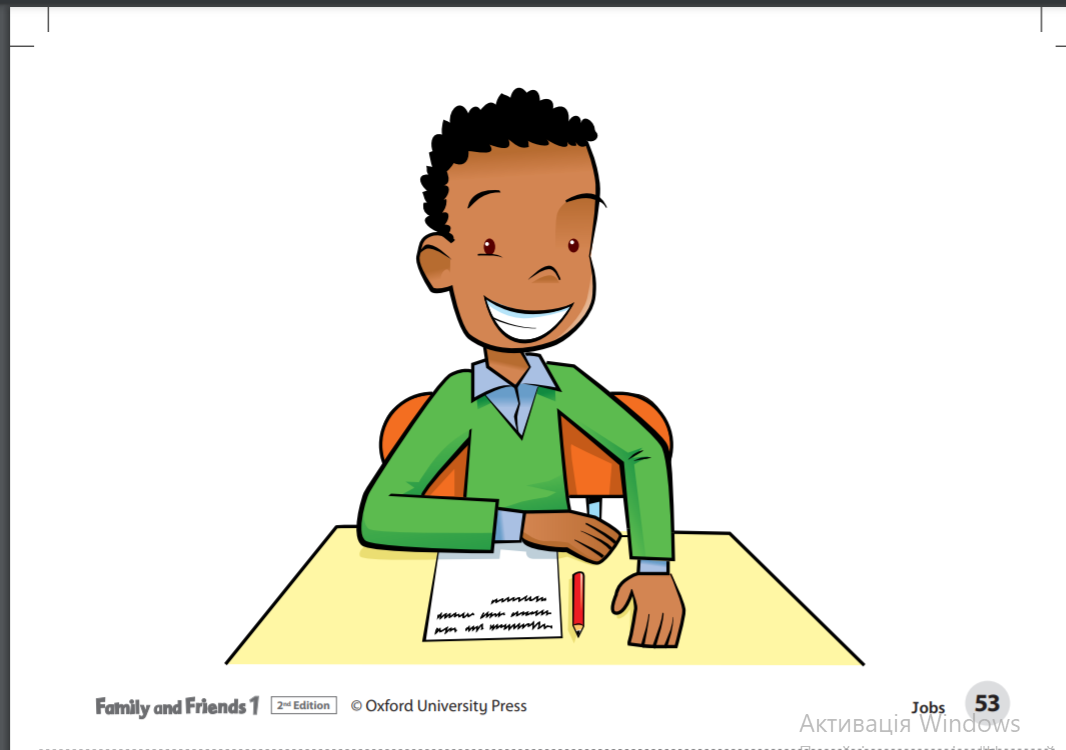 Family and Friends 1 2nd Edition © Oxford University Press
Jobs 53
Активація Windows